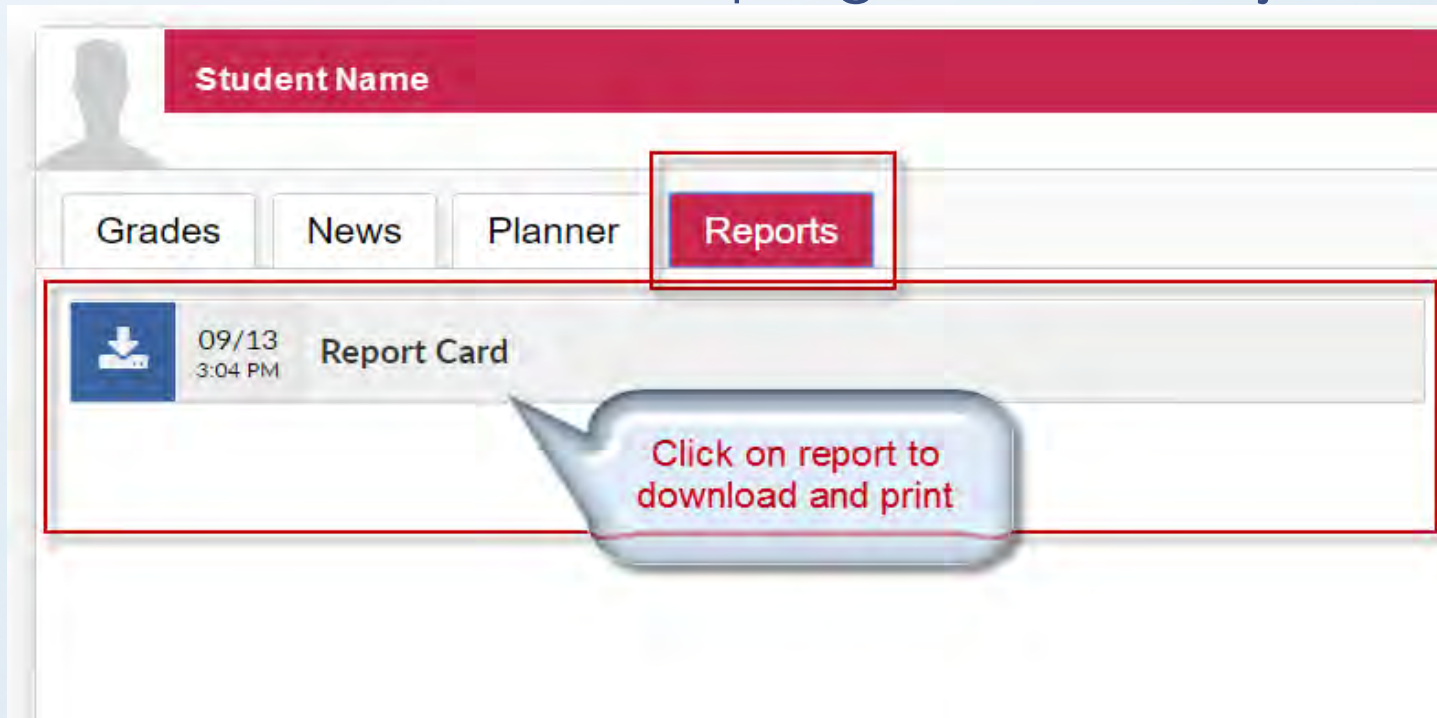 Student Name
Grades News Planner Reports
09/13
3:04 PM
Report Card
Click on report to
download and print